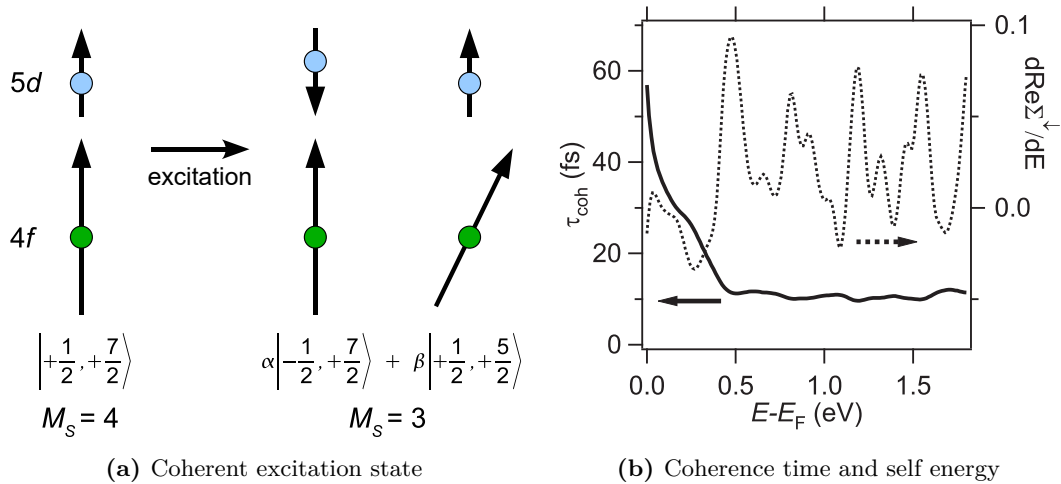 5d
4f
excitation
|+1/2, +7/2⟩
α|−1/2, +7/2⟩ + β|+1/2, +5/2⟩
M_S = 4
M_S = 3
(a) Coherent excitation state
60
40
20
0
τ_coh (fs)
0.1
0.0
dReΣ↓/dE
0.0 0.5 1.0 1.5
E-E_F (eV)
(b) Coherence time and self energy